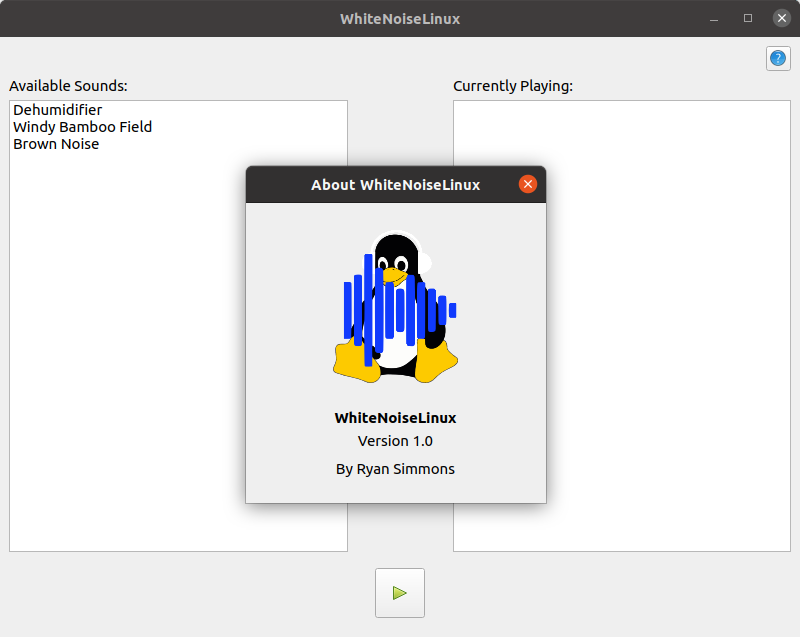 WhiteNoiseLinux
?
Available Sounds:
Currently Playing:
Dehumidifier
Windy Bamboo Field
Brown Noise
About WhiteNoiseLinux
WhiteNoiseLinux
Version 1.0
By Ryan Simmons